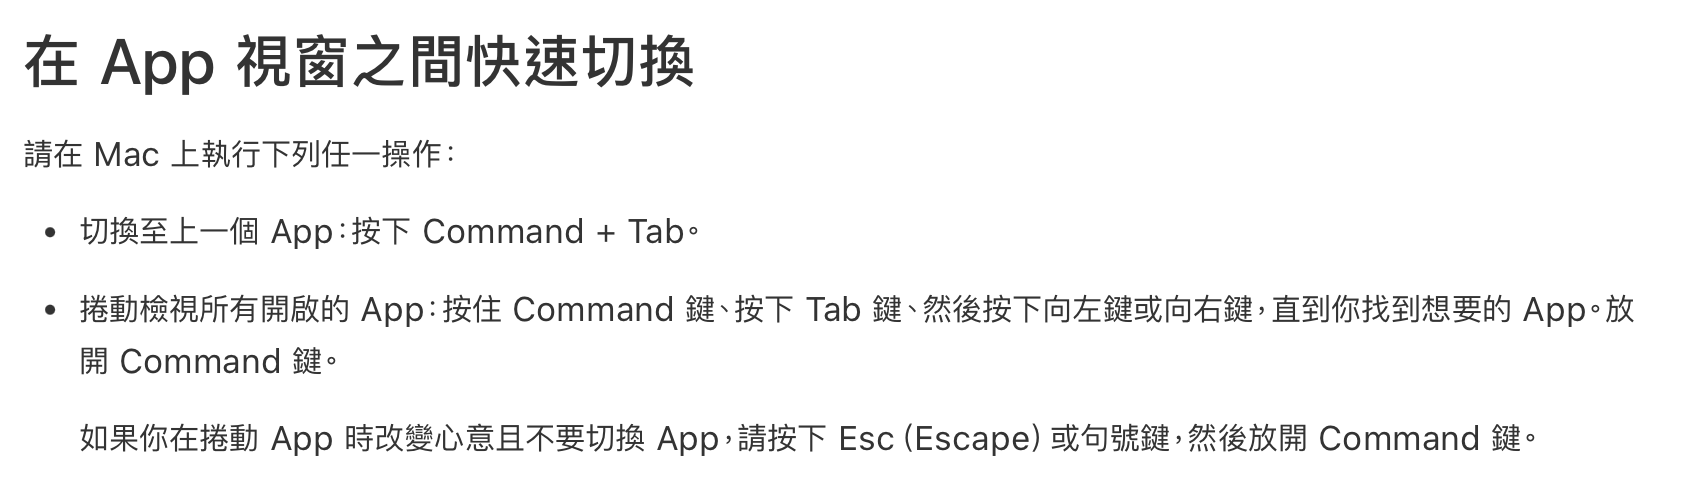 在 App 視窗之間快速切換
請在 Mac 上執行下列任一操作：
• 切換至上一個 App：按下 Command + Tab。
• 捲動檢視所有開啟的 App：按住 Command 鍵、按下 Tab 鍵、然後按下向左鍵或向右鍵，直到你找到想要的 App。放
開 Command 鍵。
如果你在捲動 App 時改變心意且不要切換 App，請按下 Esc（Escape）或句號鍵，然後放開 Command 鍵。